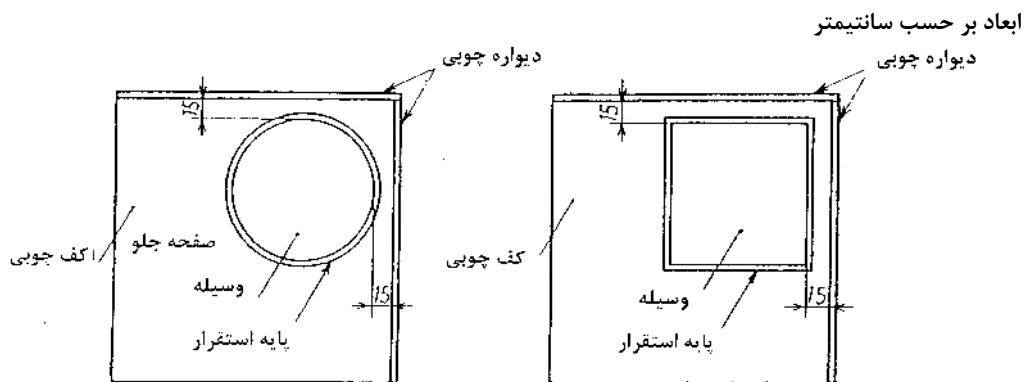 ابعاد بر حسب سانتیمتر
دیواره چوبی
دیواره چوبی
15
15
صفحه جلو
کف چوبی
وسیله
15
پایه استقرار
کف چوبی
وسیله
15
پایه استقرار